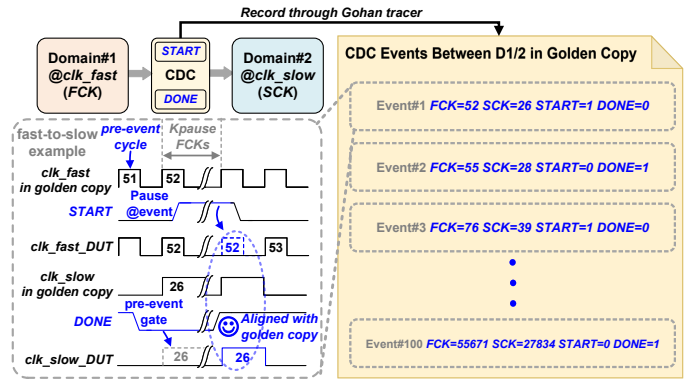 Record through Gohan tracer
Domain#1
@clk_fast
(FCK)
START
CDC
DONE
Domain#2
@clk_slow
(SCK)
fast-to-slow
example
pre-event
cycle
Kpause
FCKs
clk_fast
in golden copy
51
52
START
Pause
@event
clk_fast_DUT
52
52
53
clk_slow
in golden copy
26
DONE
pre-event
gate
Aligned with
golden copy
clk_slow_DUT
26
26
CDC Events Between D1/2 in Golden Copy
Event#1 FCK=52 SCK=26 START=1 DONE=0
Event#2 FCK=55 SCK=28 START=0 DONE=1
Event#3 FCK=76 SCK=39 START=1 DONE=0
Event#100 FCK=55671 SCK=27834 START=0 DONE=1